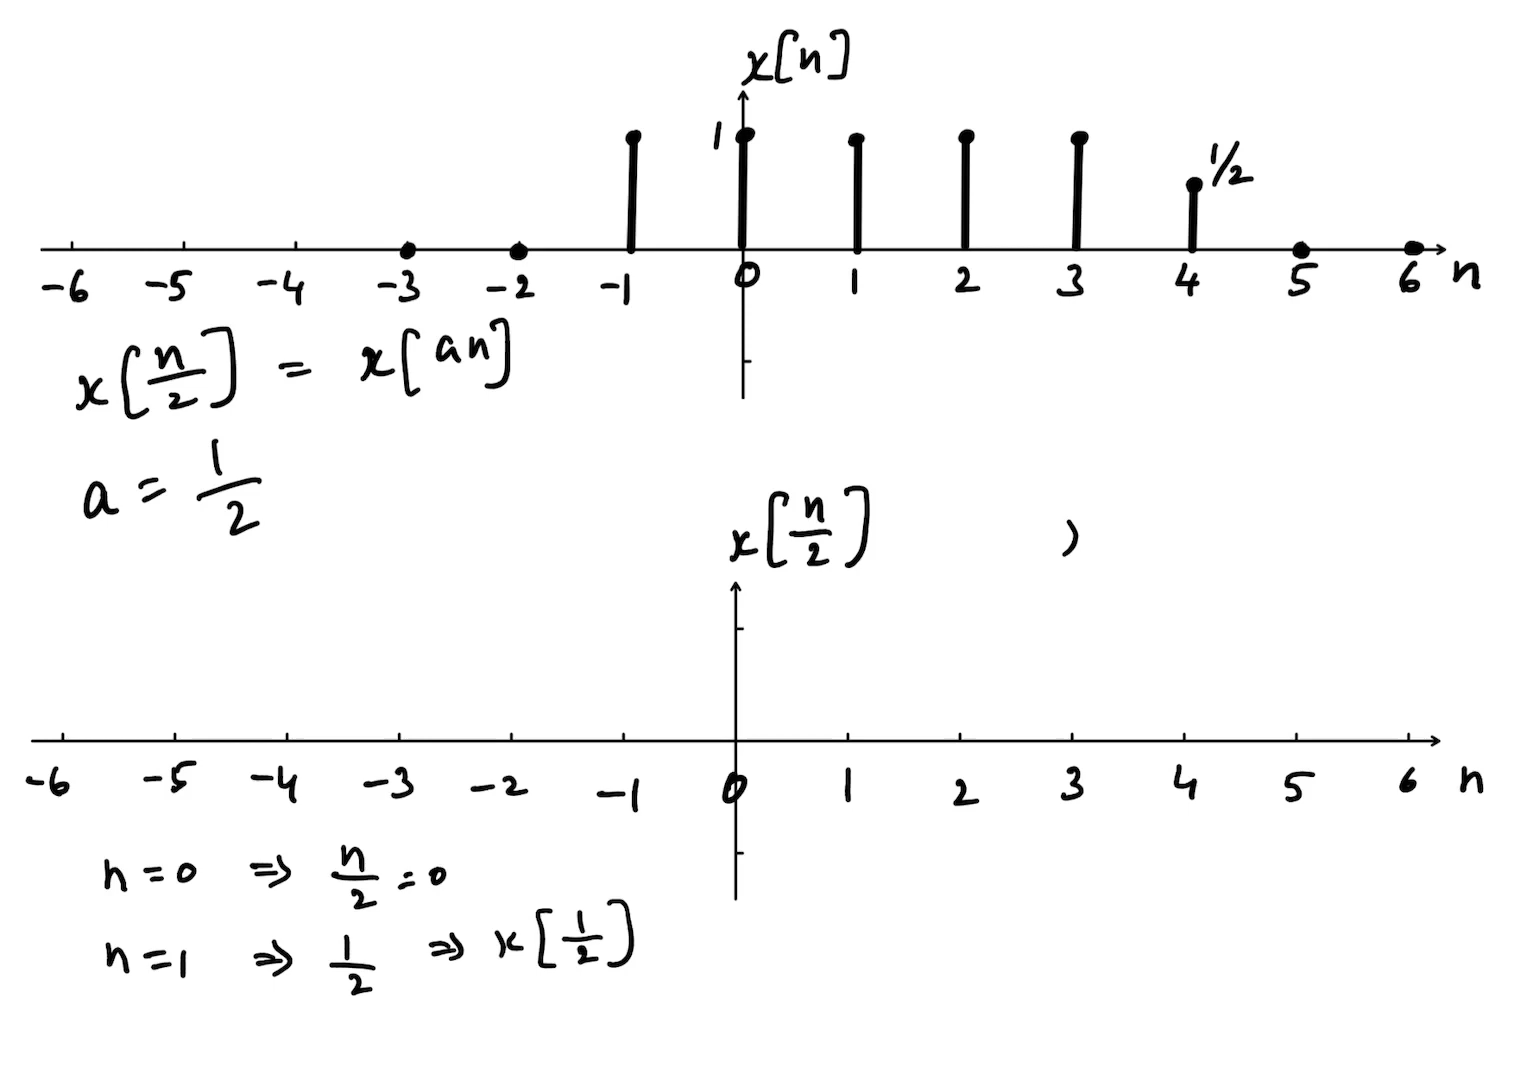 x[n]
1
1/2
-6 -5 -4 -3 -2 -1 0 1 2 3 4 5 6 n
x[n/2] = x[an]
a = 1/2
x[n/2] )
-6 -5 -4 -3 -2 -1 0 1 2 3 4 5 6 n
n=0 ⇒ n/2 = 0
n=1 ⇒ 1/2 ⇒ x[1/2]